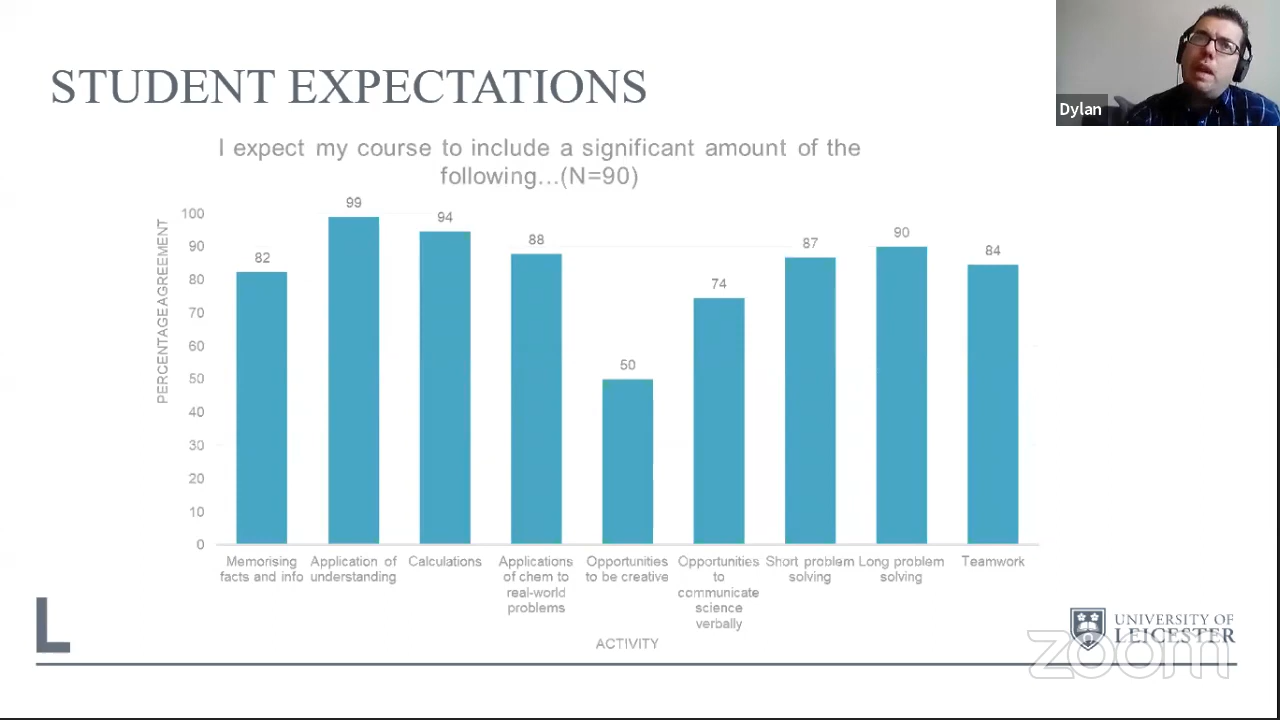 STUDENT EXPECTATIONS
Dylan
I expect my course to include a significant amount of the
following...(N=90)
PERCENTAGE AGREEMENT
100
90
80
70
60
50
40
30
20
10
0
82
99
94
88
50
74
87
90
84
Memorising
facts and info
Application of
understanding
Calculations
Applications
of chem to
real-world
problems
Opportunities
to be creative
Opportunities
to
communicate
science
verbally
Short problem
solving
Long problem
solving
Teamwork
ACTIVITY
UNIVERSITY OF
LEICESTER
zoom